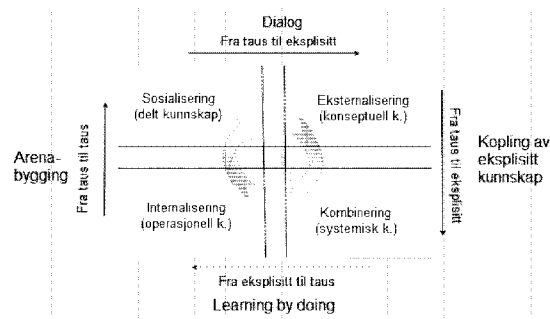 Dialog
Fra taus til eksplisitt
Sosialisering
(delt kunnskap)
Eksternalisering
(konseptuell k.)
Arena-
bygging
Fra taus til taus
Fra taus til eksplisitt
Kopling av
eksplisitt
kunnskap
Internalisering
(operasjonell k.)
Kombinering
(systemisk k.)
Fra eksplisitt til taus
Learning by doing